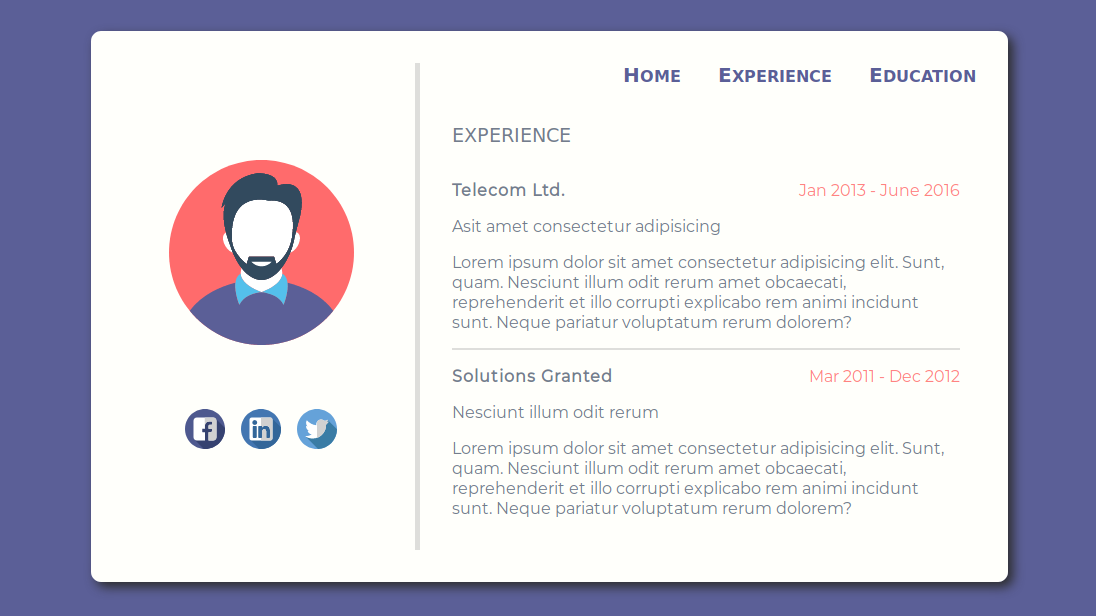 Home Experience Education
EXPERIENCE
Telecom Ltd. Jan 2013 - June 2016
Asit amet consectetur adipisicing
Lorem ipsum dolor sit amet consectetur adipisicing elit. Sunt,
quam. Nesciunt illum odit rerum amet obcaecati,
reprehenderit et illo corrupti explicabo rem animi incidunt
sunt. Neque pariatur voluptatum rerum dolorem?
Solutions Granted Mar 2011 - Dec 2012
Nesciunt illum odit rerum
Lorem ipsum dolor sit amet consectetur adipisicing elit. Sunt,
quam. Nesciunt illum odit rerum amet obcaecati,
reprehenderit et illo corrupti explicabo rem animi incidunt
sunt. Neque pariatur voluptatum rerum dolorem?
f in